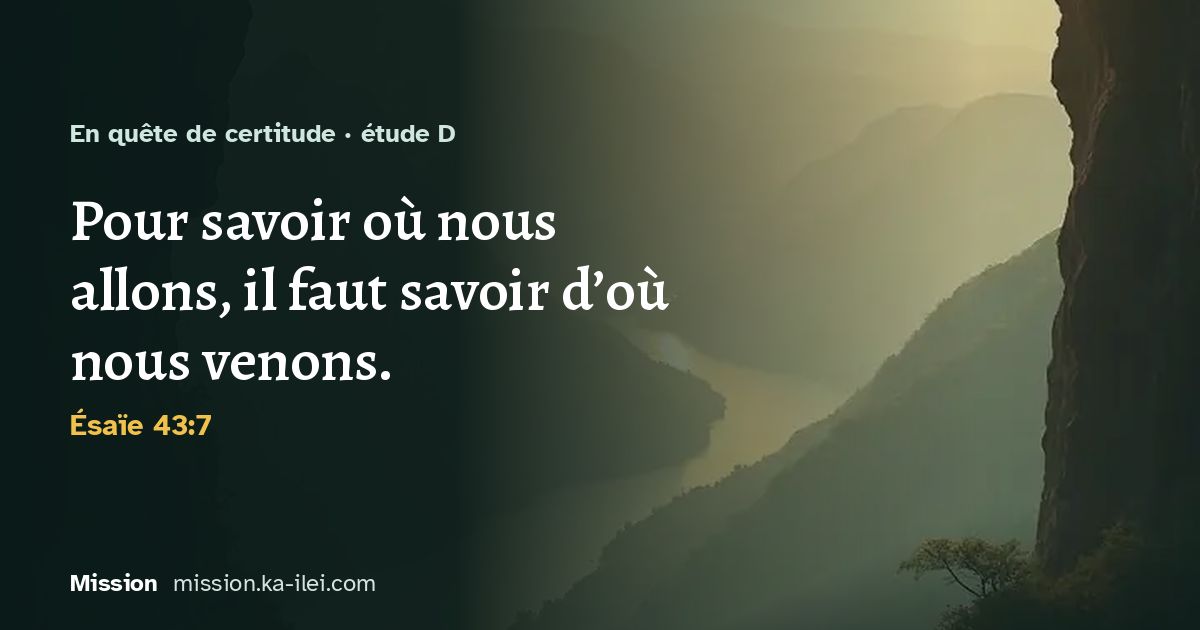 En quête de certitude · étude D
Pour savoir où nous
allons, il faut savoir d’où
nous venons.
Ésaïe 43:7
Mission mission.ka-ilei.com